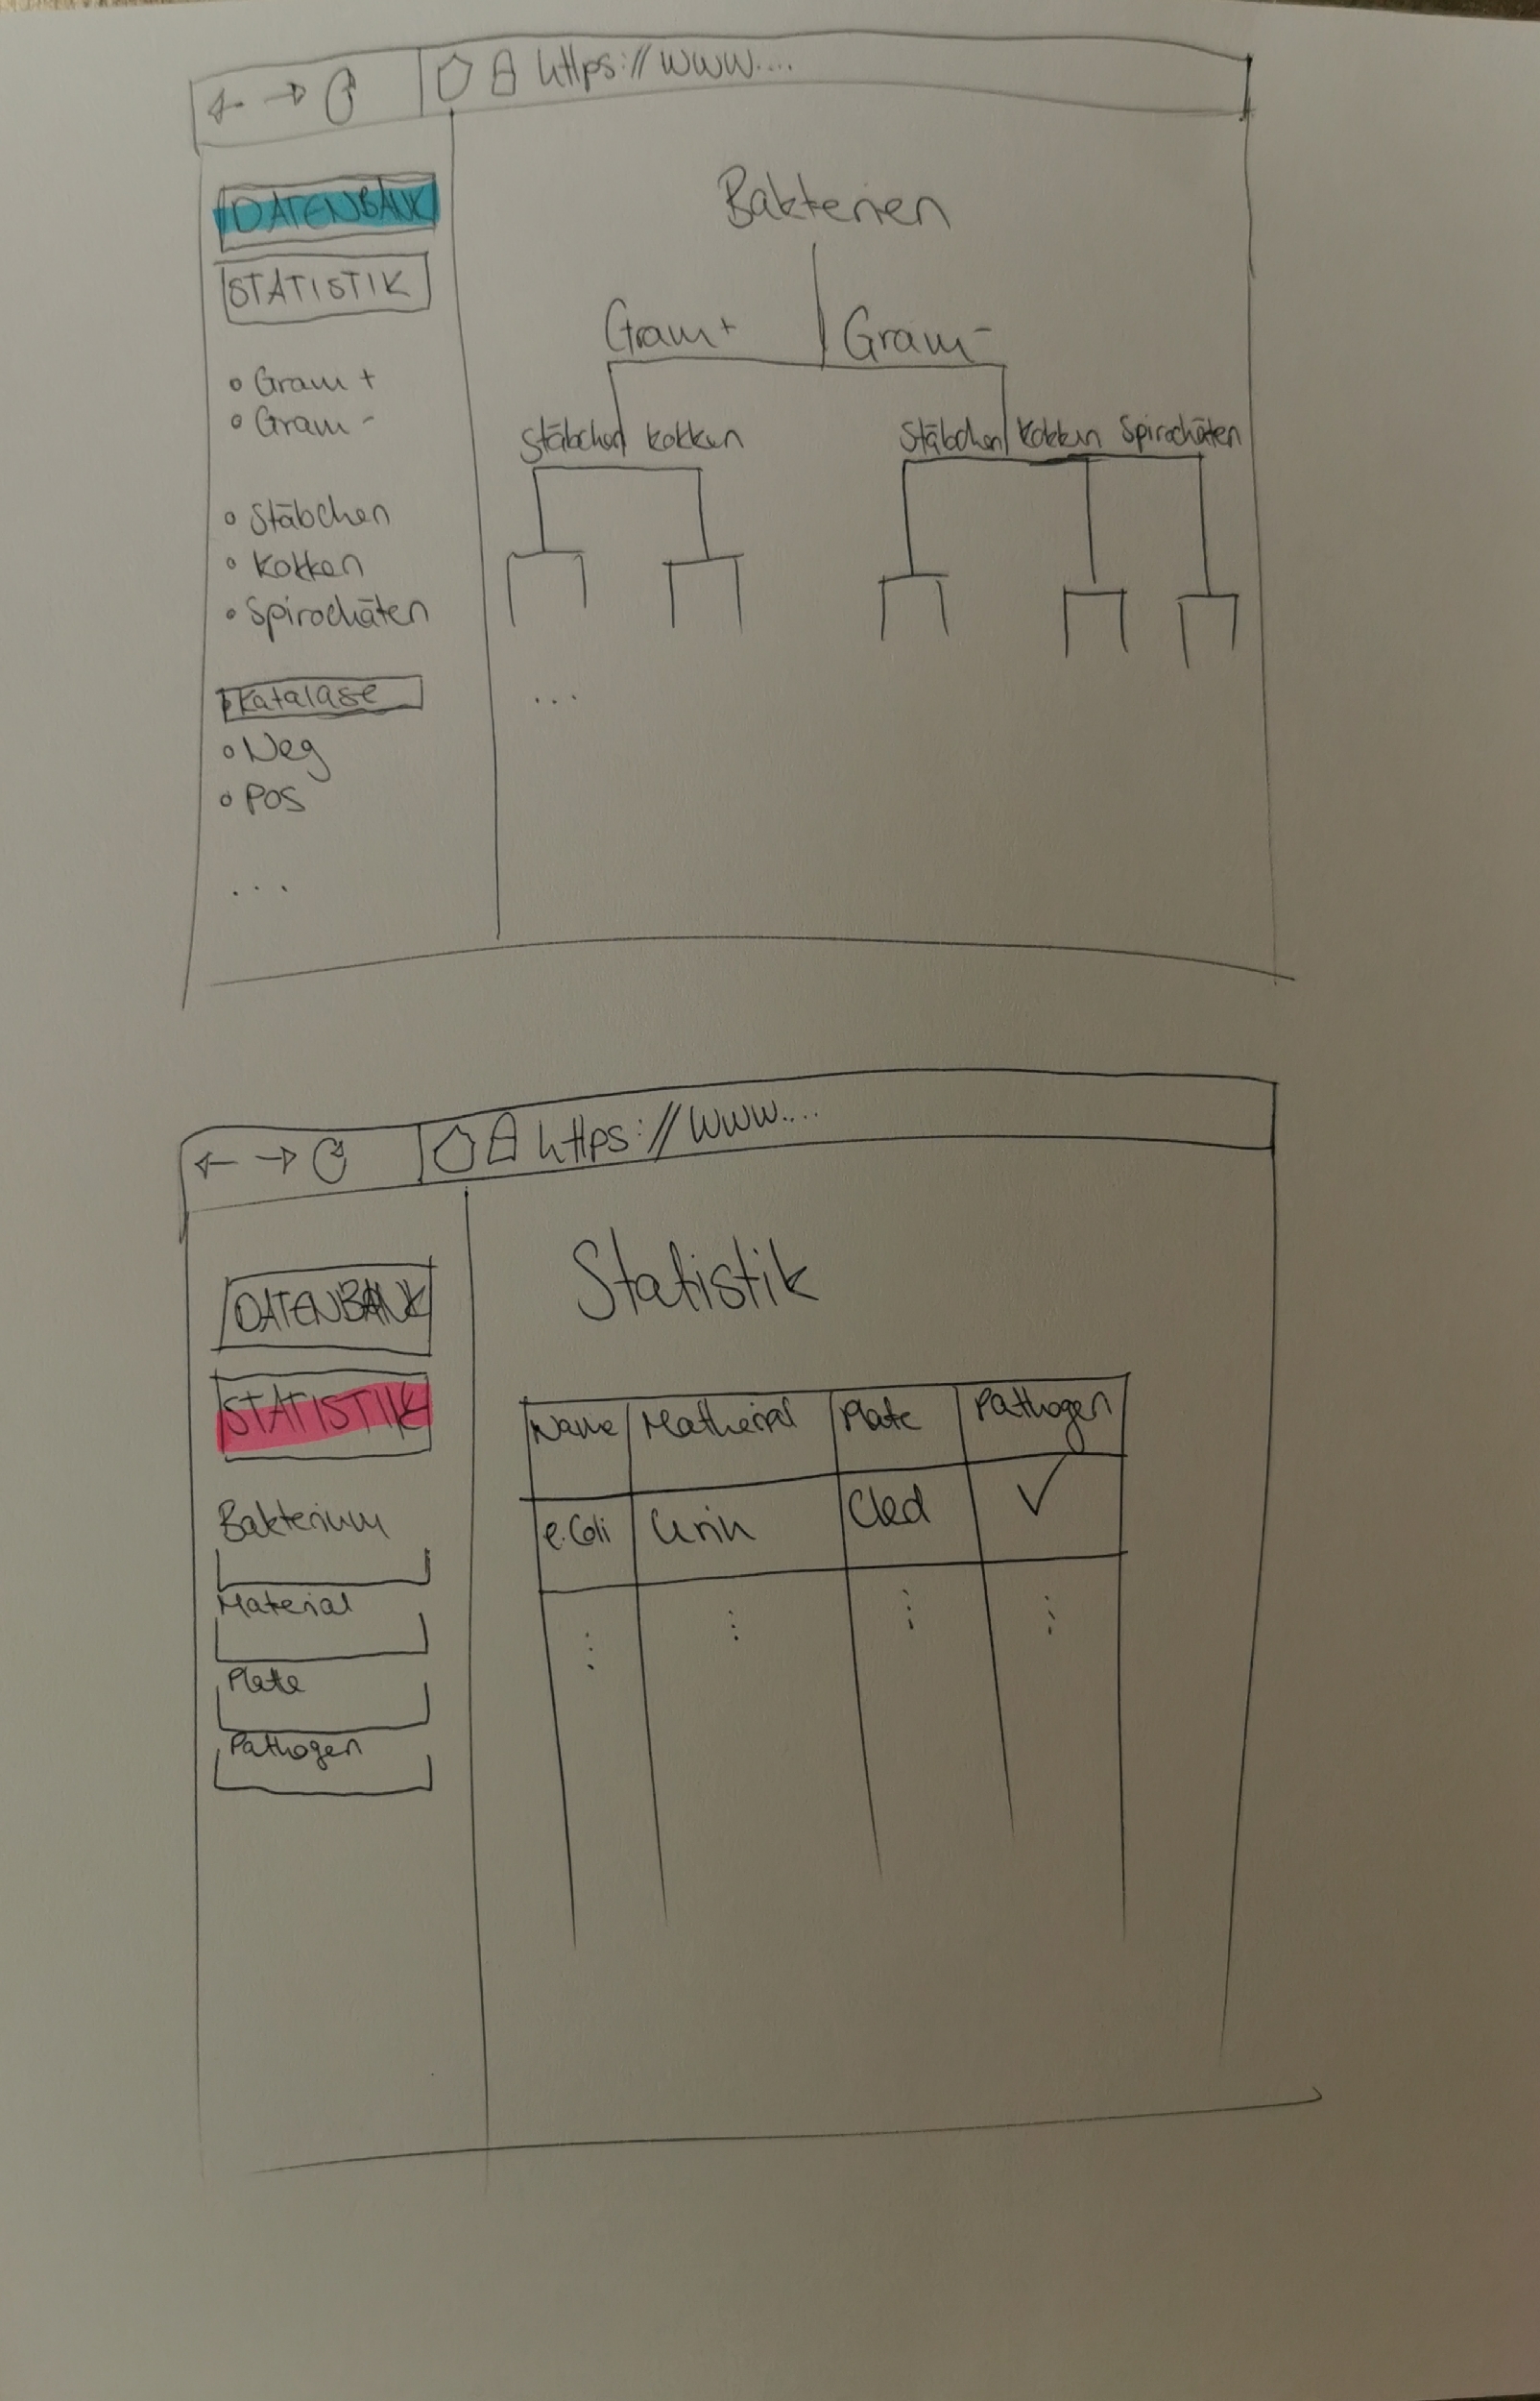 https://www....
DATENBANK
STATISTIK
Gram +
Gram -
Stäbchen
Kokken
Spirochäten
Katalase
Neg
Pos
...
Bakterien
Gram+ Gram-
Stäbchen Kokken Stäbchen Kokken Spirochäten
...
https://www....
DATENBANK
STATISTIK
Bakterium
Material
Plate
Pathogen
Statistik
Name Matherial Plate Pathogen
e.Coli Urin Cled ✓
⋮ ⋮ ⋮ ⋮